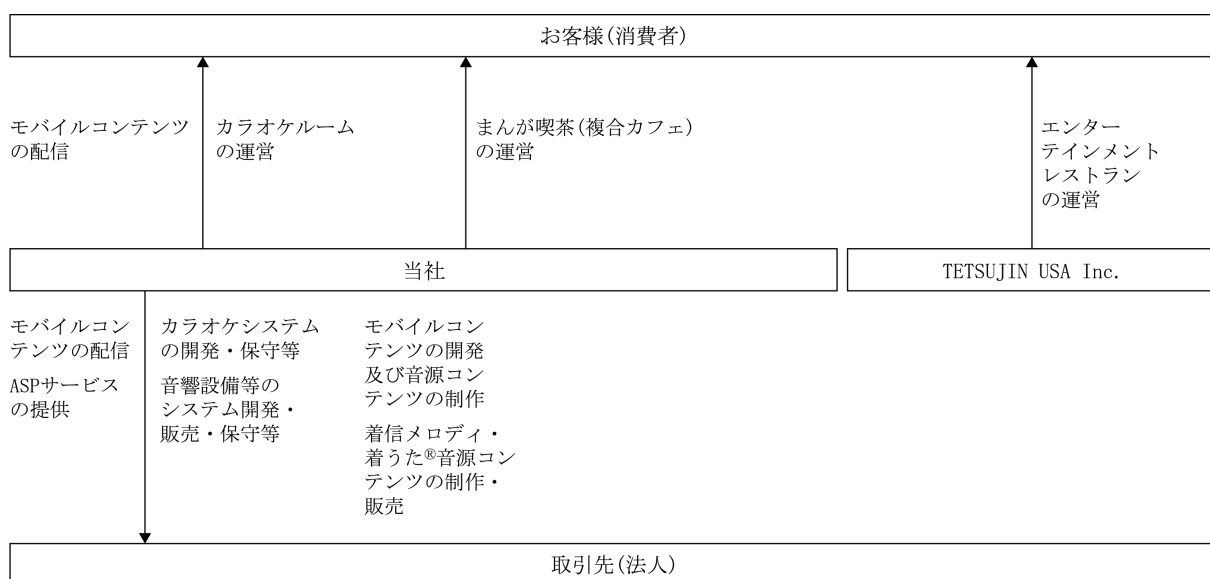 お客様(消費者)
モバイルコンテンツ
の配信
カラオケルーム
の運営
まんが喫茶(複合カフェ)
の運営
エンター
テインメント
レストラン
の運営
当社
TETSUJIN USA Inc.
モバイルコン
テンツの配信
ASPサービス
の提供
カラオケシステム
の開発・保守等
音響設備等の
システム開発・
販売・保守等
モバイルコン
テンツの開発
及び音源コン
テンツの制作
着信メロディ・
着うた®音源コン
テンツの制作・
販売
取引先(法人)